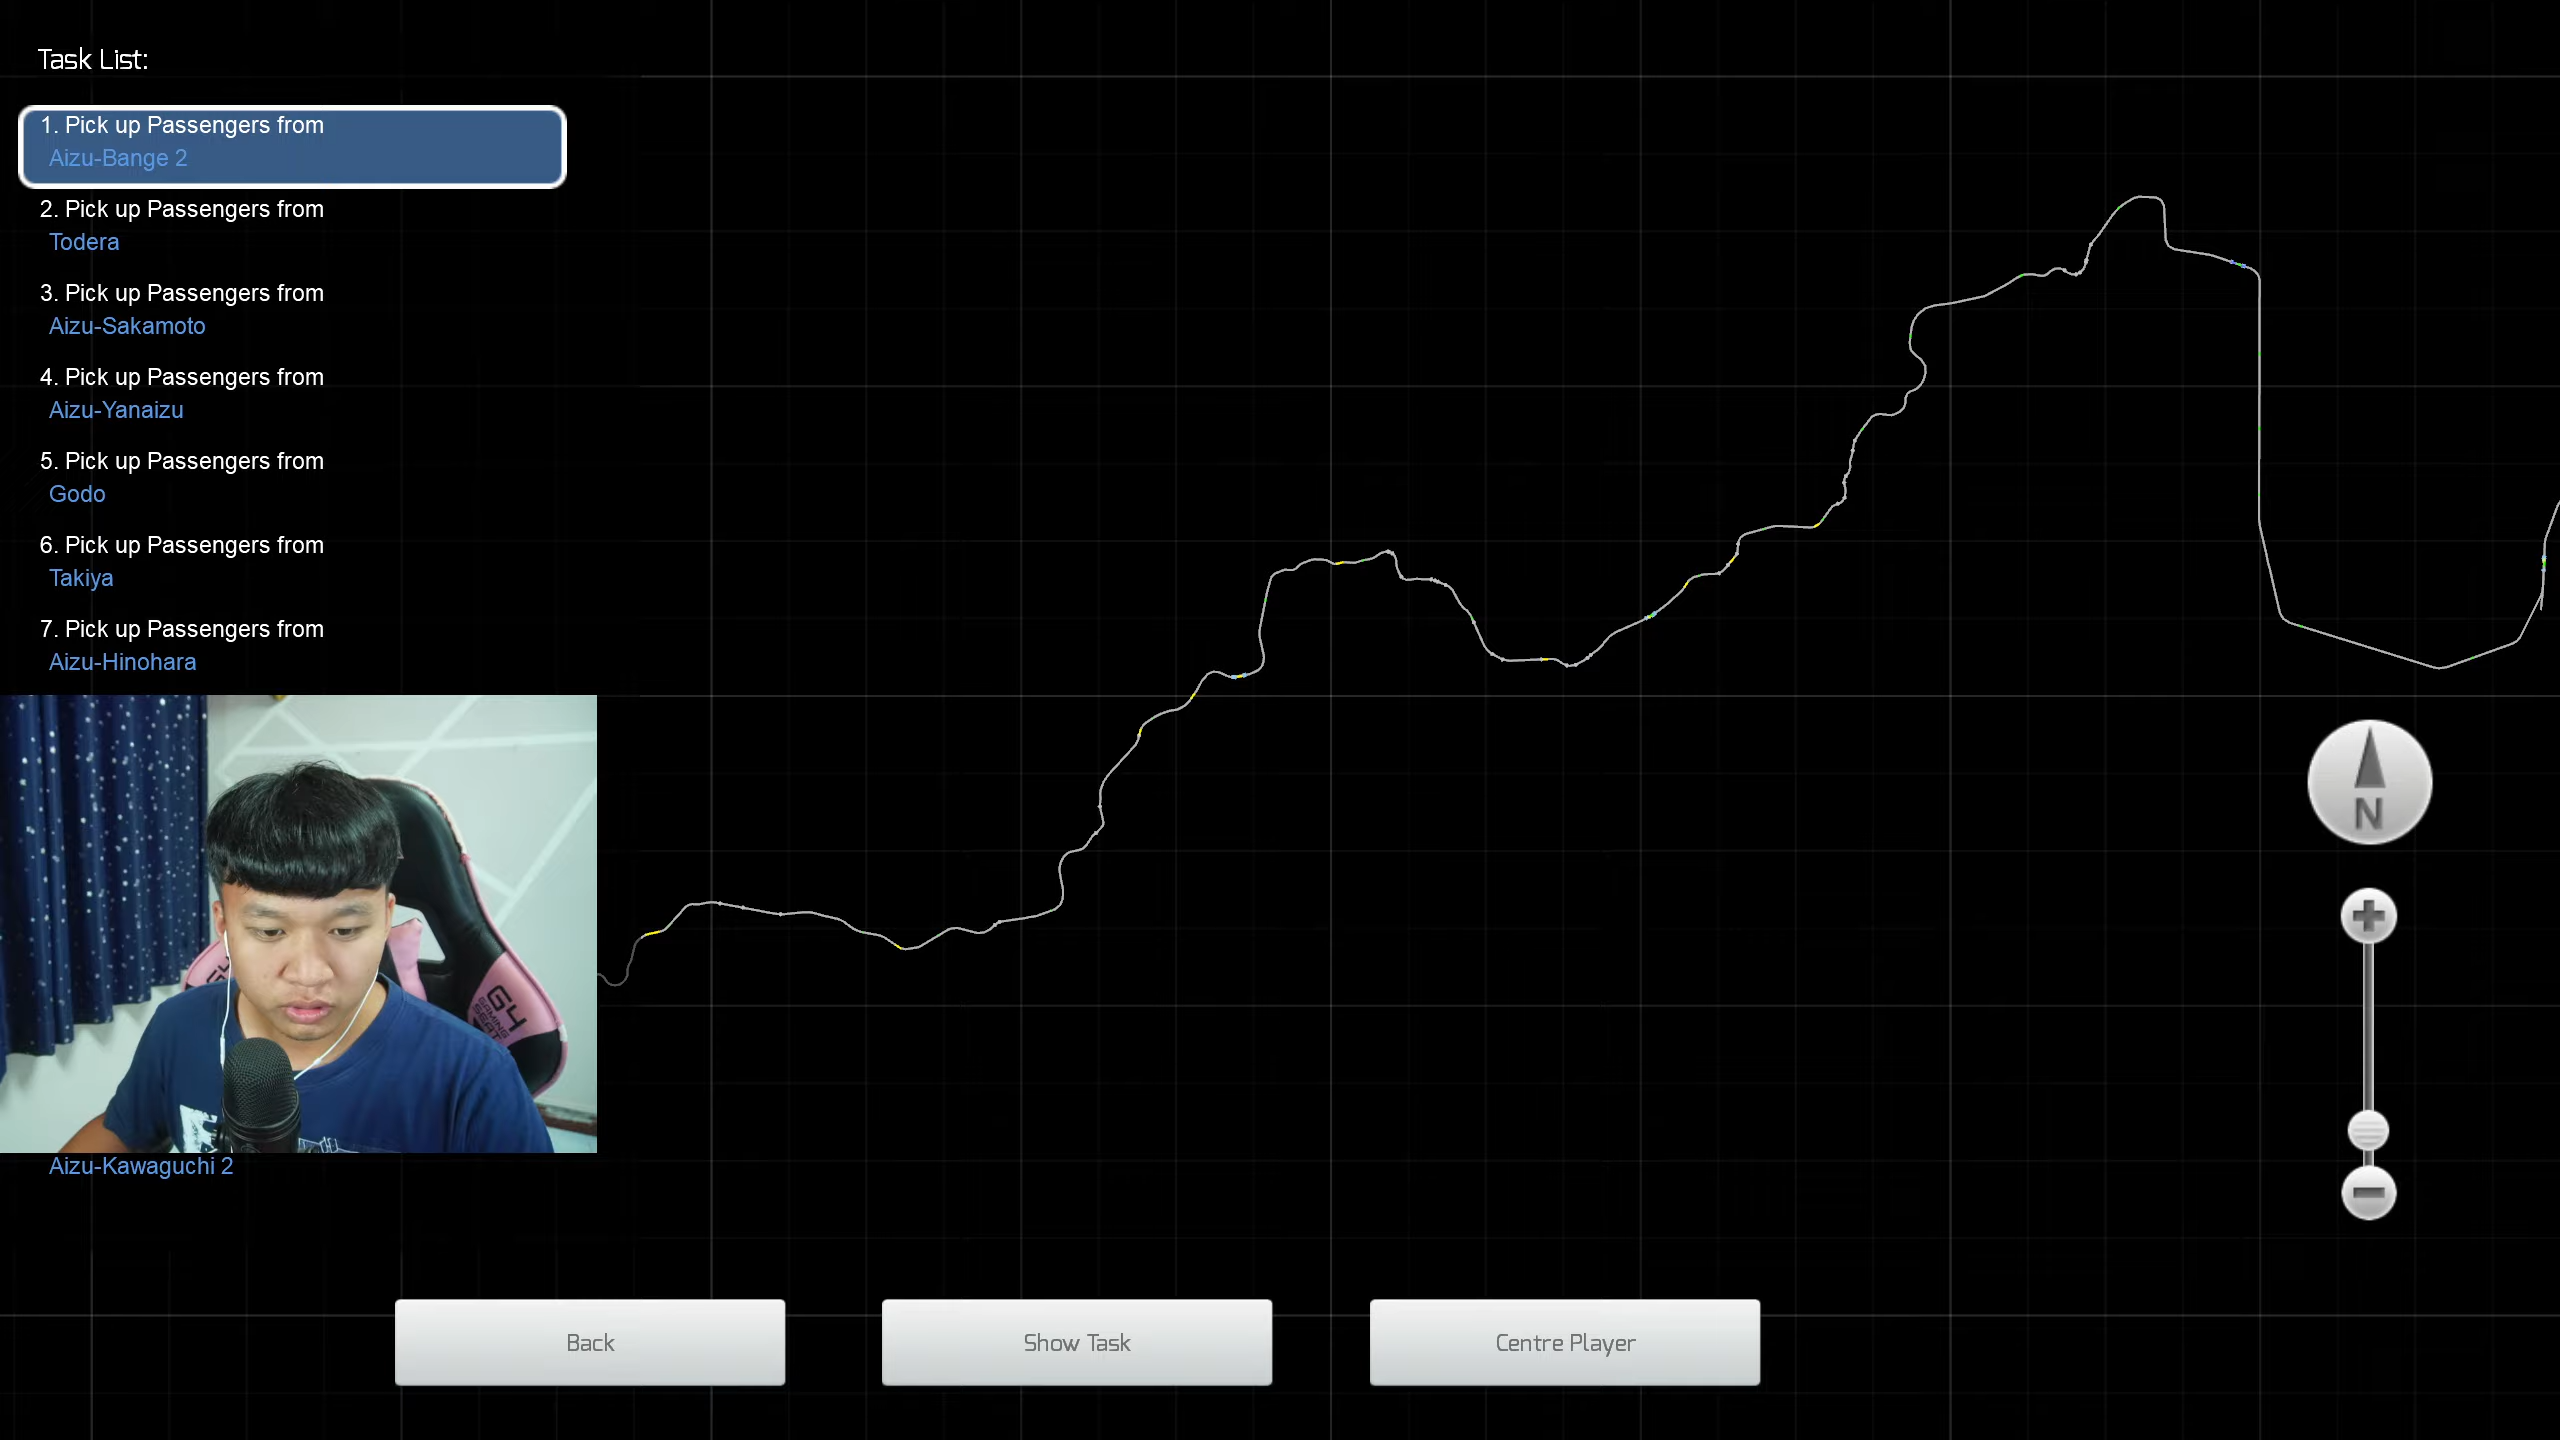 Task List:
1. Pick up Passengers from
Aizu-Bange 2
2. Pick up Passengers from
Todera
3. Pick up Passengers from
Aizu-Sakamoto
4. Pick up Passengers from
Aizu-Yanaizu
5. Pick up Passengers from
Godo
6. Pick up Passengers from
Takiya
7. Pick up Passengers from
Aizu-Hinohara
G4
GAMING
SEAT
Aizu-Kawaguchi 2
N
Back
Show Task
Centre Player